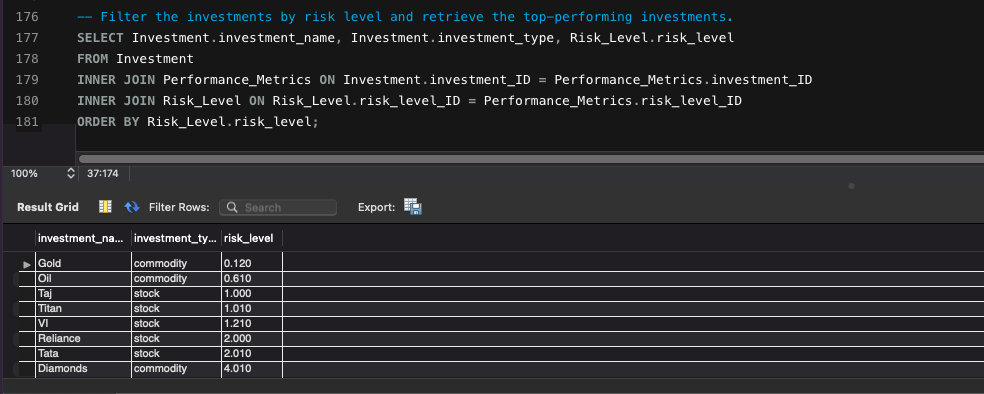 176 -- Filter the investments by risk level and retrieve the top-performing investments.
177 SELECT Investment.investment_name, Investment.investment_type, Risk_Level.risk_level
178 FROM Investment
179 INNER JOIN Performance_Metrics ON Investment.investment_ID = Performance_Metrics.investment_ID
180 INNER JOIN Risk_Level ON Risk_Level.risk_level_ID = Performance_Metrics.risk_level_ID
181 ORDER BY Risk_Level.risk_level;
100% 37:174
Result Grid Filter Rows: Search Export:
investment_na... investment_ty... risk_level
Gold commodity 0.120
Oil commodity 0.610
Taj stock 1.000
Titan stock 1.010
VI stock 1.210
Reliance stock 2.000
Tata stock 2.010
Diamonds commodity 4.010